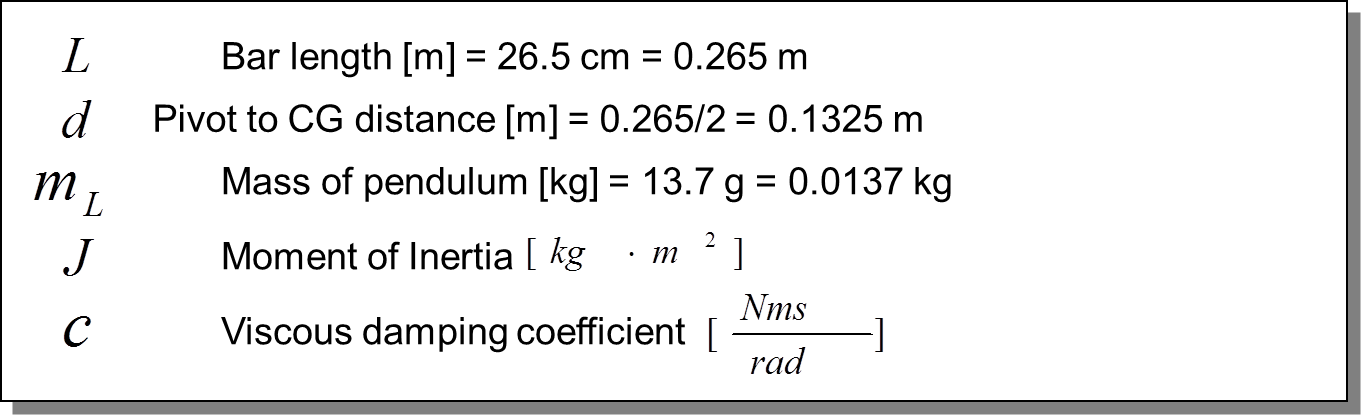 L Bar length [m] = 26.5 cm = 0.265 m
d Pivot to CG distance [m] = 0.265/2 = 0.1325 m
m_L Mass of pendulum [kg] = 13.7 g = 0.0137 kg
J Moment of Inertia [ kg · m ² ]
c Viscous damping coefficient [ Nms / rad ]